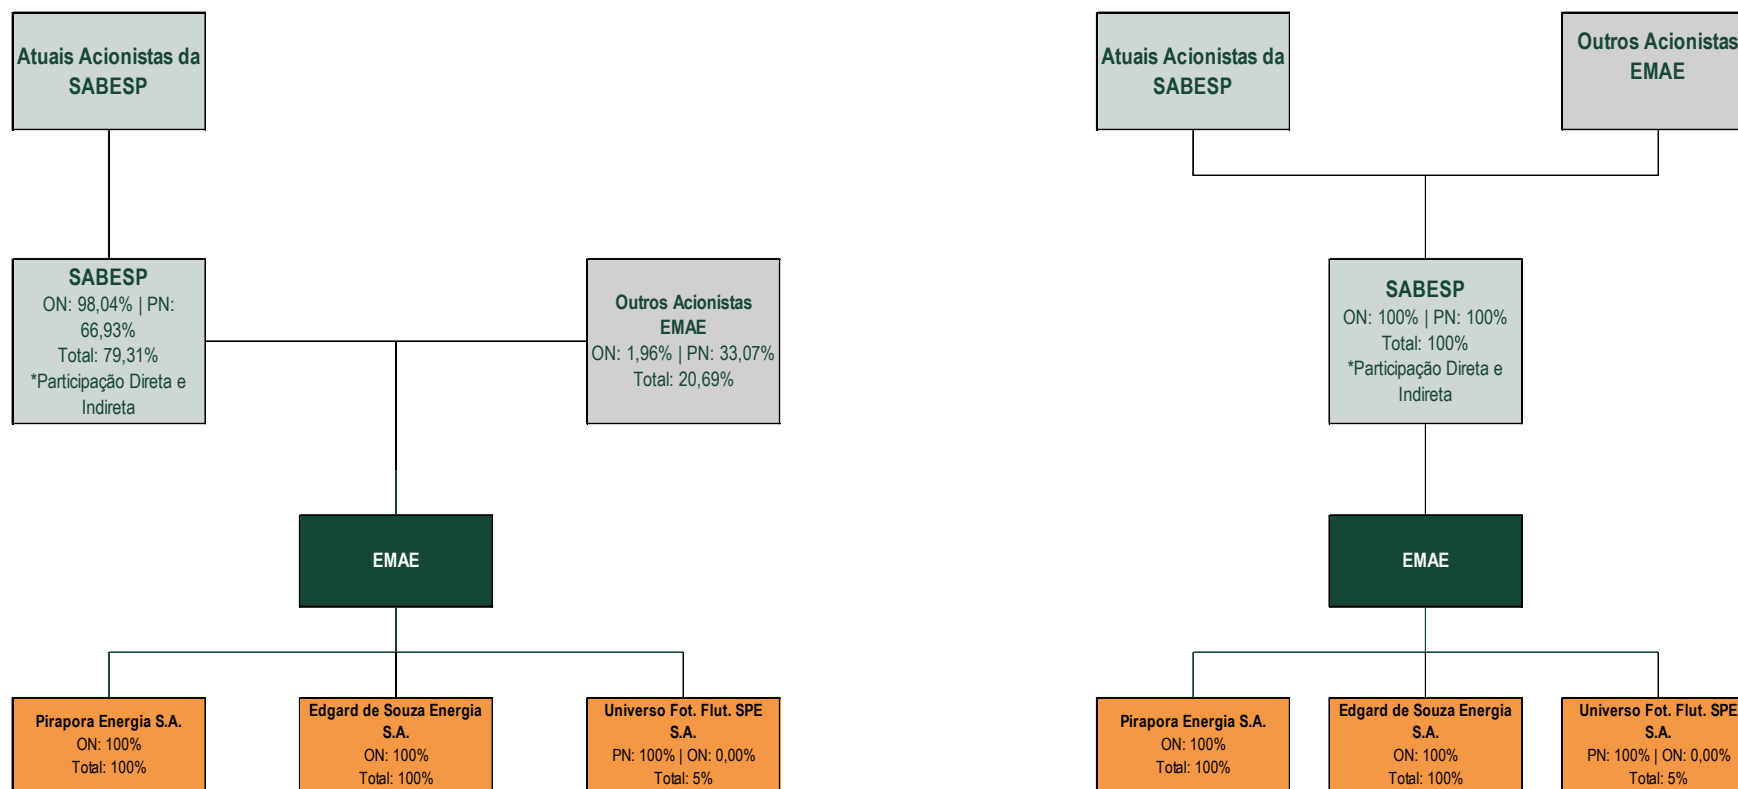 Atuais Acionistas da
SABESP
SABESP
ON: 98,04% | PN:
66,93%
Total: 79,31%
*Participação Direta e
Indireta
Outros Acionistas
EMAE
ON: 1,96% | PN: 33,07%
Total: 20,69%
EMAE
Pirapora Energia S.A.
ON: 100%
Total: 100%
Edgard de Souza Energia
S.A.
ON: 100%
Total: 100%
Universo Fot. Flut. SPE
S.A.
PN: 100% | ON: 0,00%
Total: 5%
Atuais Acionistas da
SABESP
Outros Acionistas
EMAE
SABESP
ON: 100% | PN: 100%
Total: 100%
*Participação Direta e
Indireta
EMAE
Pirapora Energia S.A.
ON: 100%
Total: 100%
Edgard de Souza Energia
S.A.
ON: 100%
Total: 100%
Universo Fot. Flut. SPE
S.A.
PN: 100% | ON: 0,00%
Total: 5%